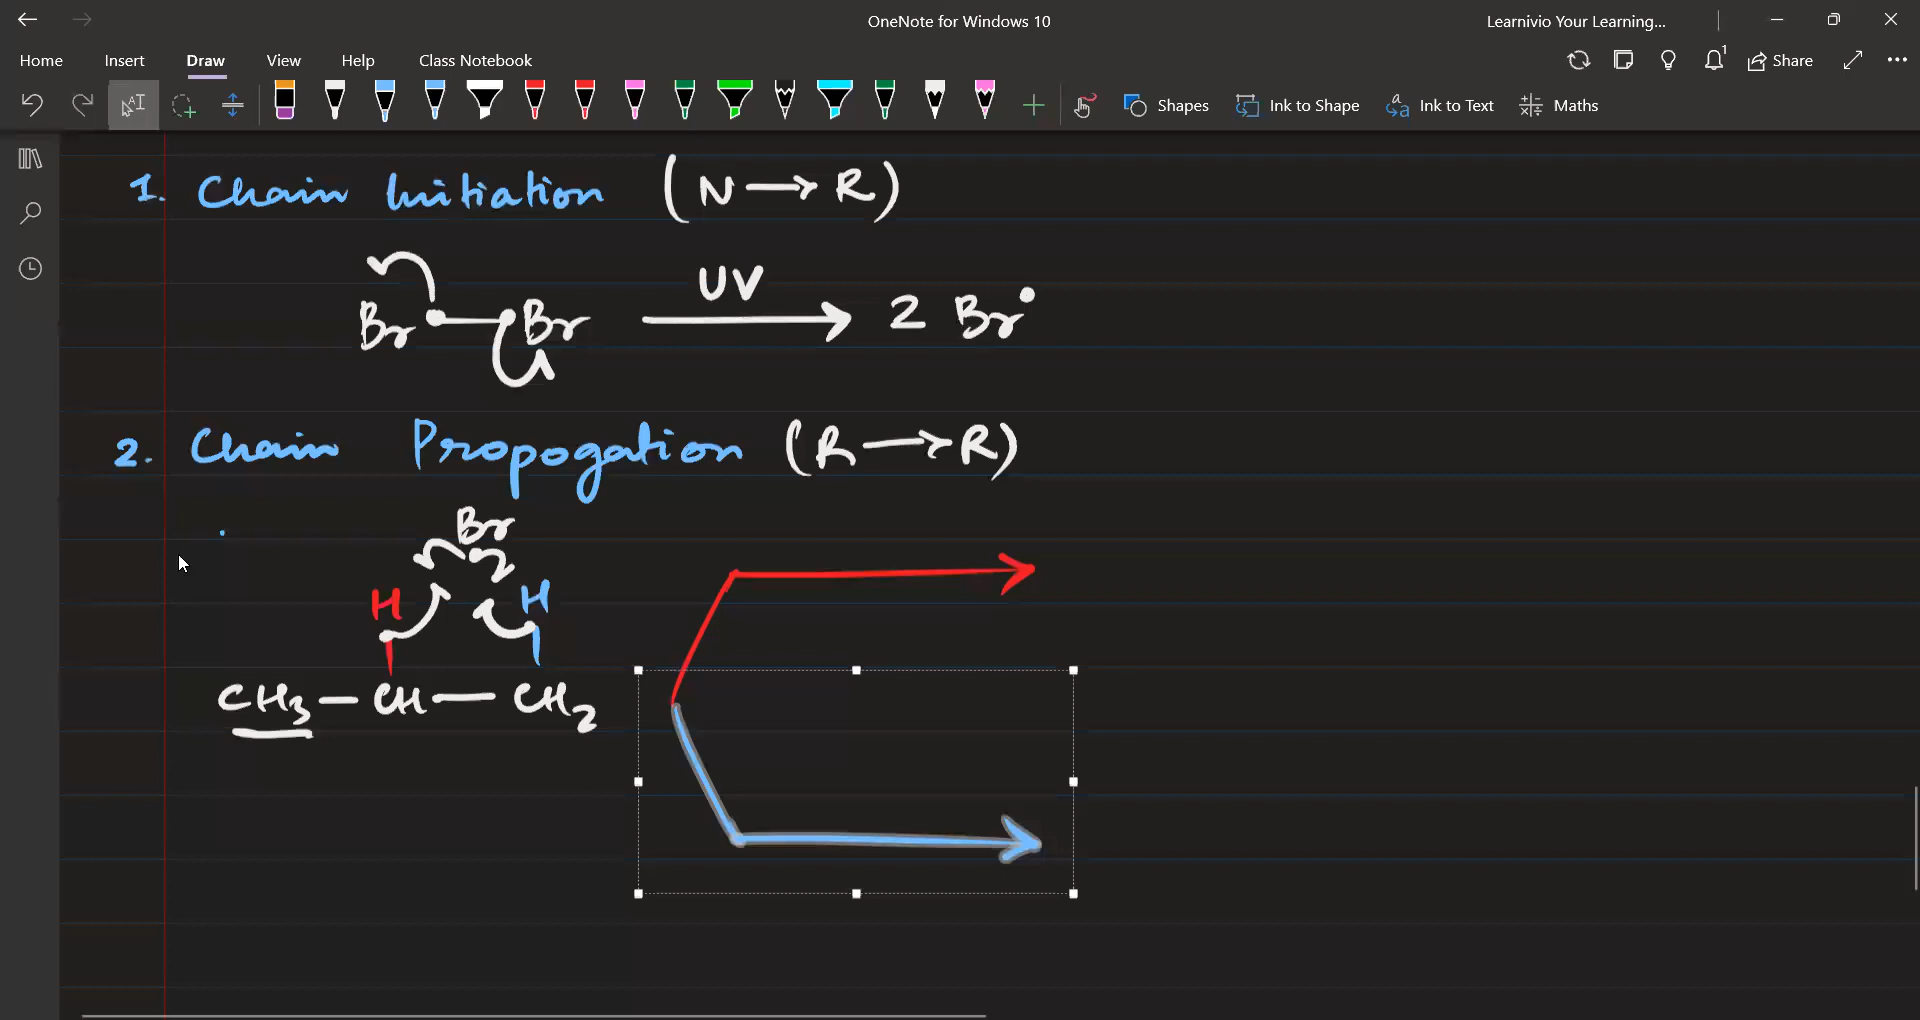 OneNote for Windows 10
Learnivio Your Learning...
Home Insert Draw View Help Class Notebook
1 Share
Shapes Ink to Shape Ink to Text Maths
1. Chain Initiation (N → R)
UV
Br — Br → 2 Br•
2. Chain Propogation (R → R)
Br
H H
CH3 — CH — CH2